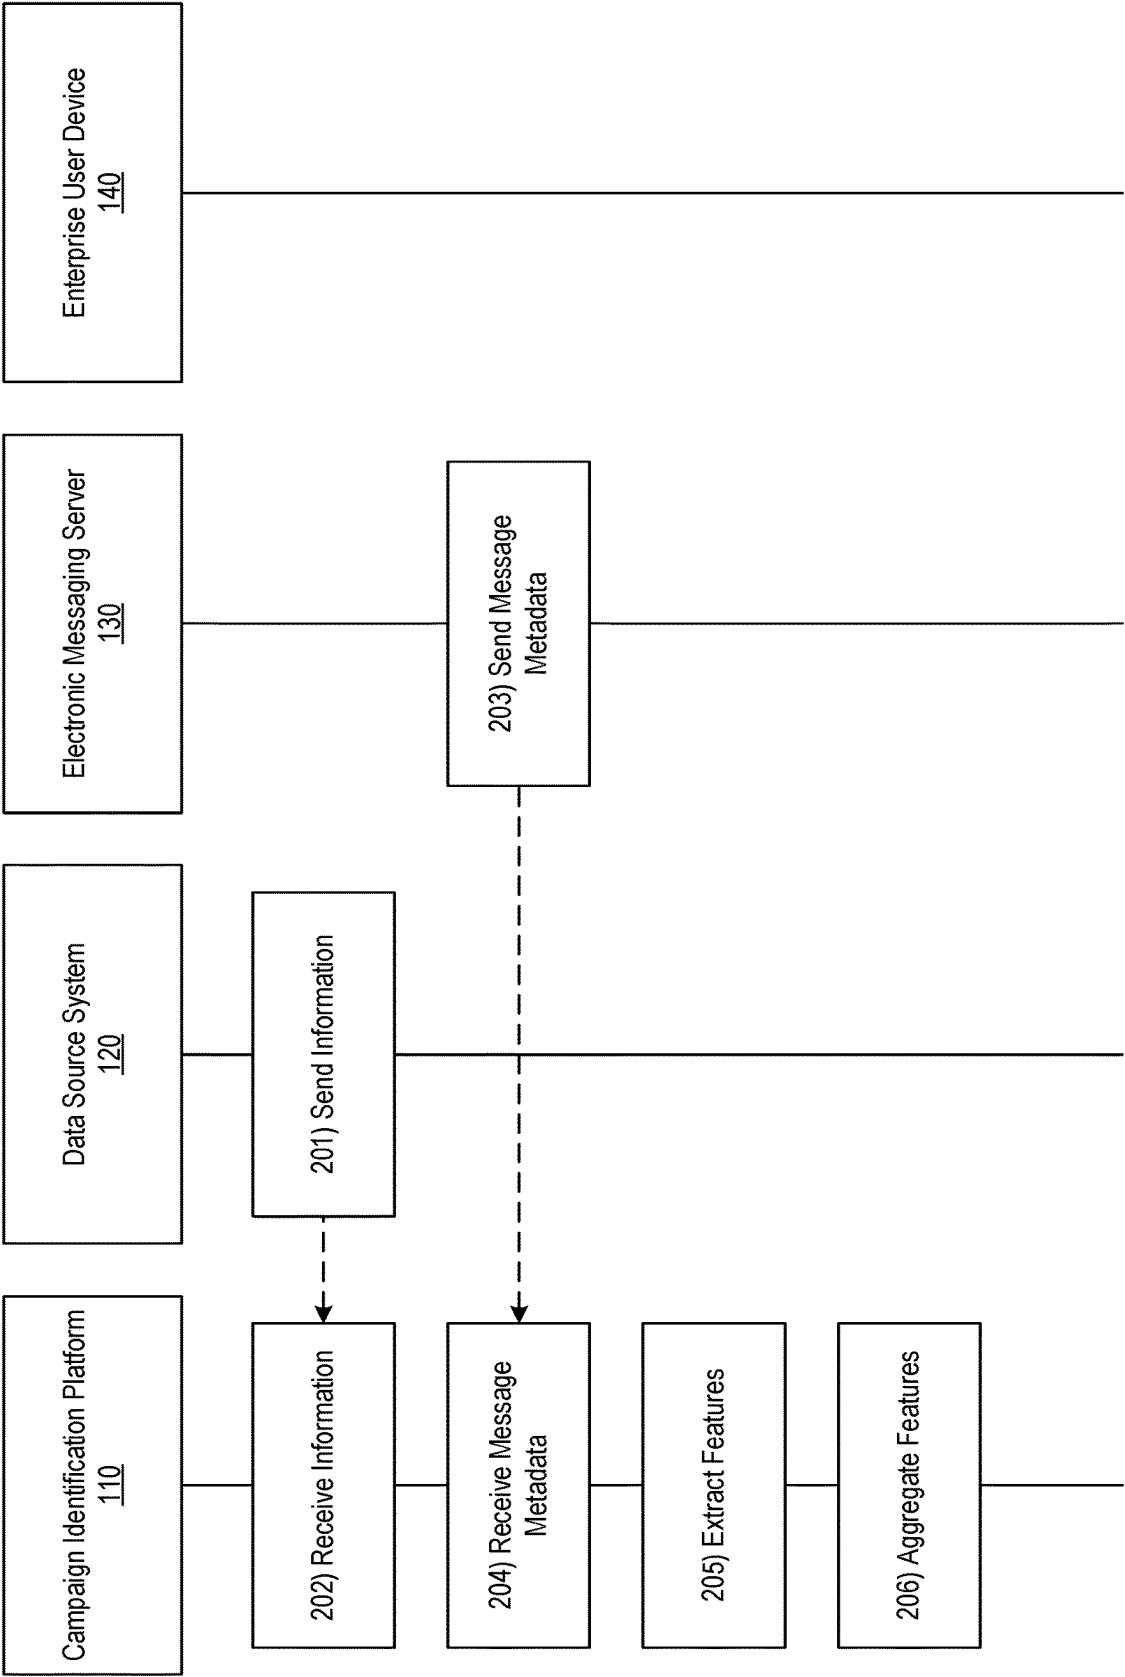 Campaign Identification Platform
110
Data Source System
120
Electronic Messaging Server
130
Enterprise User Device
140
201) Send Information
202) Receive Information
203) Send Message
Metadata
204) Receive Message
Metadata
205) Extract Features
206) Aggregate Features